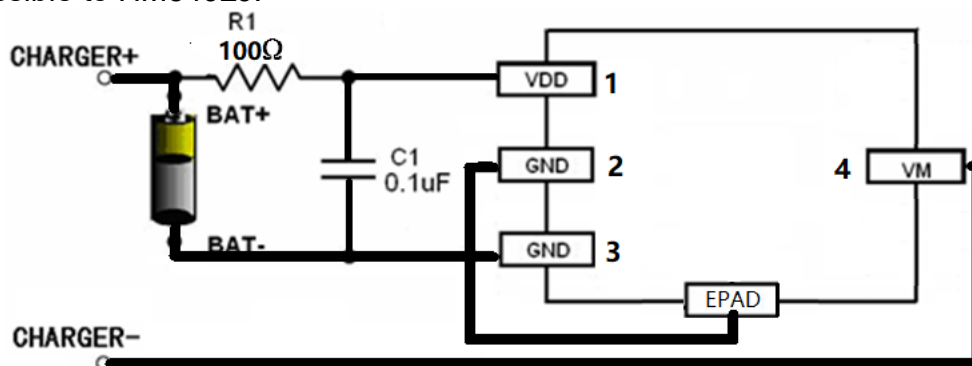 R1
100Ω
CHARGER+
BAT+
VDD
1
C1
0.1uF
GND
2
4
VM
BAT-
GND
3
EPAD
CHARGER-